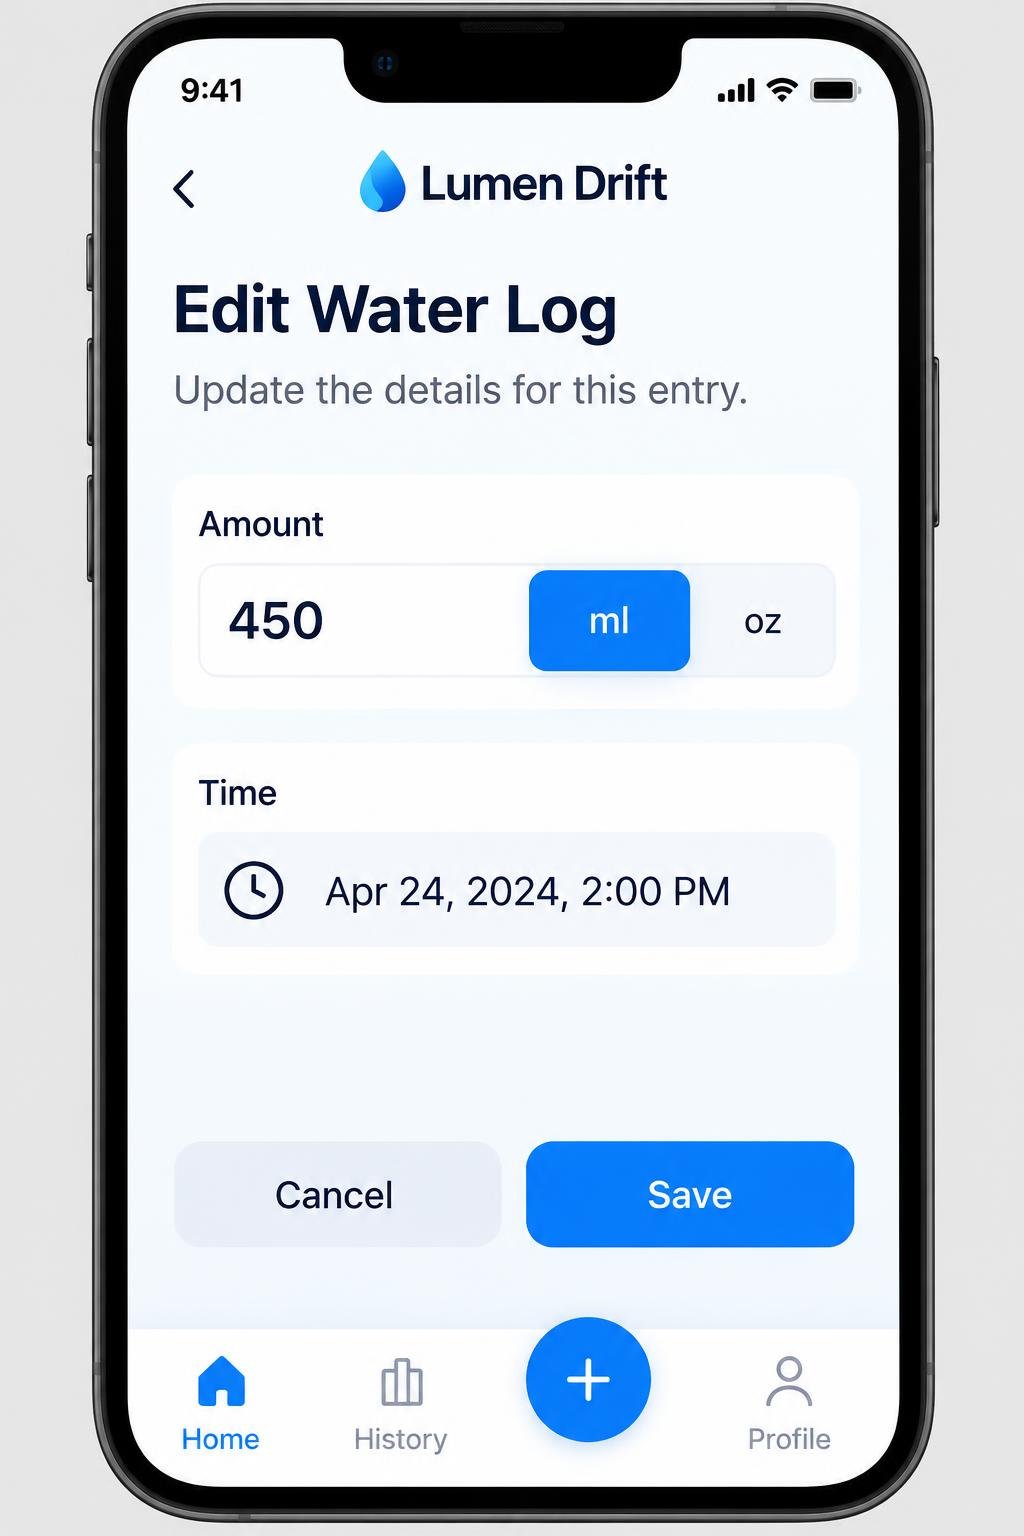 9:41
Lumen Drift
Edit Water Log
Update the details for this entry.
Amount
450 ml oz
Time
Apr 24, 2024, 2:00 PM
Cancel Save
Home History Profile